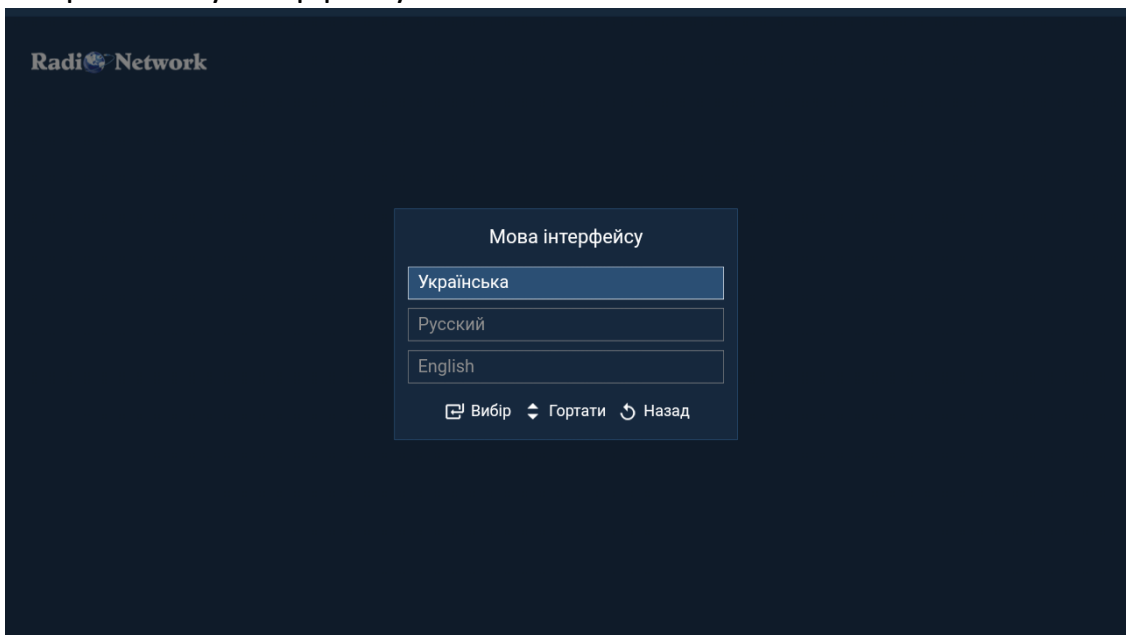 Radi Network
Мова інтерфейсу
Українська
Русский
English
Вибір Гортати Назад